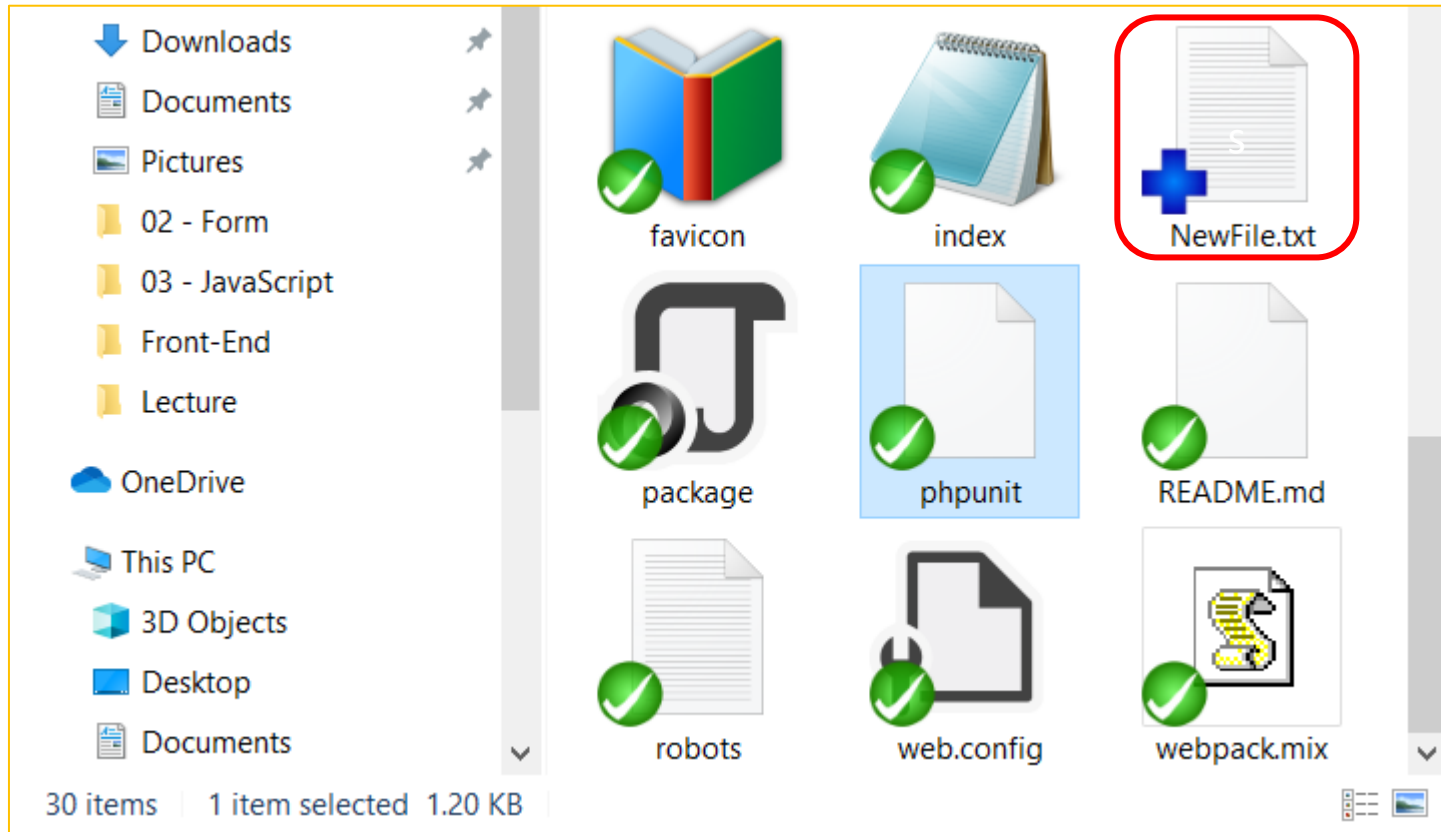 Downloads
Documents
Pictures
02 - Form
03 - JavaScript
Front-End
Lecture
OneDrive
This PC
3D Objects
Desktop
Documents
favicon
index
S
NewFile.txt
package
phpunit
README.md
robots
web.config
webpack.mix
30 items 1 item selected 1.20 KB